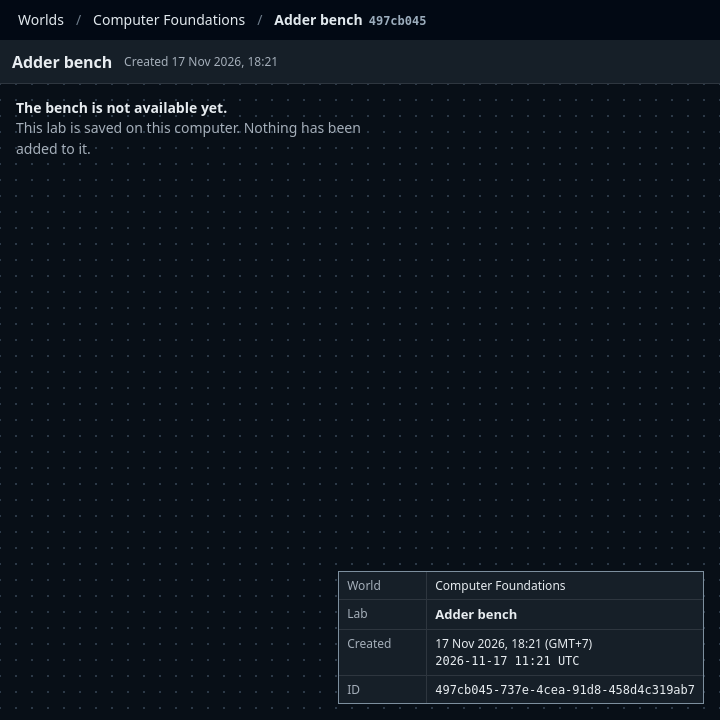 Worlds / Computer Foundations / Adder bench 497cb045
Adder bench Created 17 Nov 2026, 18:21
The bench is not available yet.
This lab is saved on this computer. Nothing has been
added to it.
World Computer Foundations
Lab Adder bench
Created 17 Nov 2026, 18:21 (GMT+7)
2026-11-17 11:21 UTC
ID 497cb045-737e-4cea-91d8-458d4c319ab7